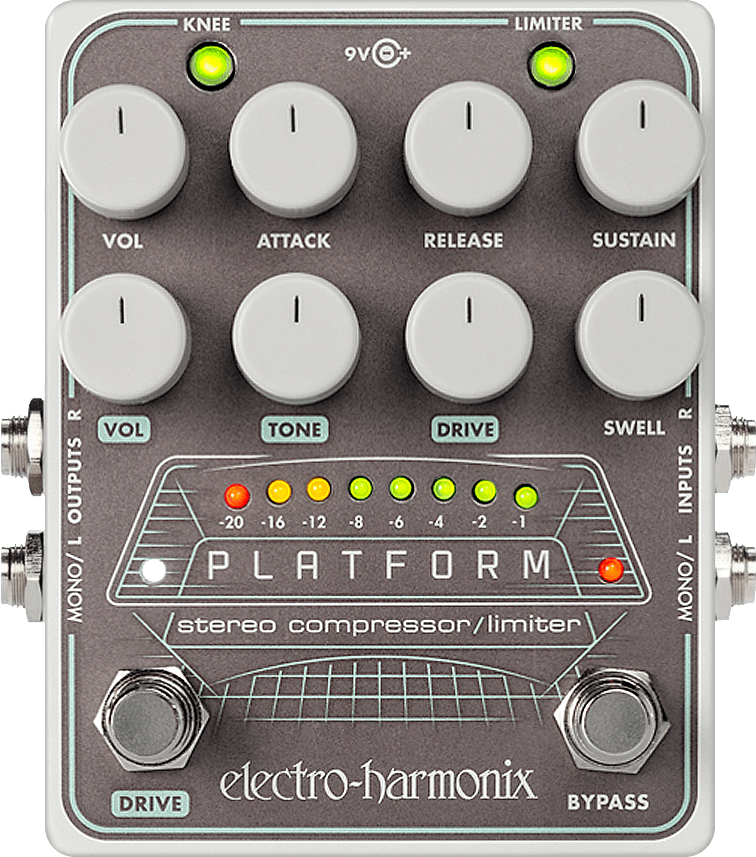 KNEE
LIMITER
9V +
VOL
ATTACK
RELEASE
SUSTAIN
VOL
TONE
DRIVE
SWELL
MONO/ L OUTPUTS R
MONO/ L INPUTS R
-20 -16 -12 -8 -6 -4 -2 -1
PLATFORM
stereo compressor/limiter
DRIVE
electro-harmonix
BYPASS